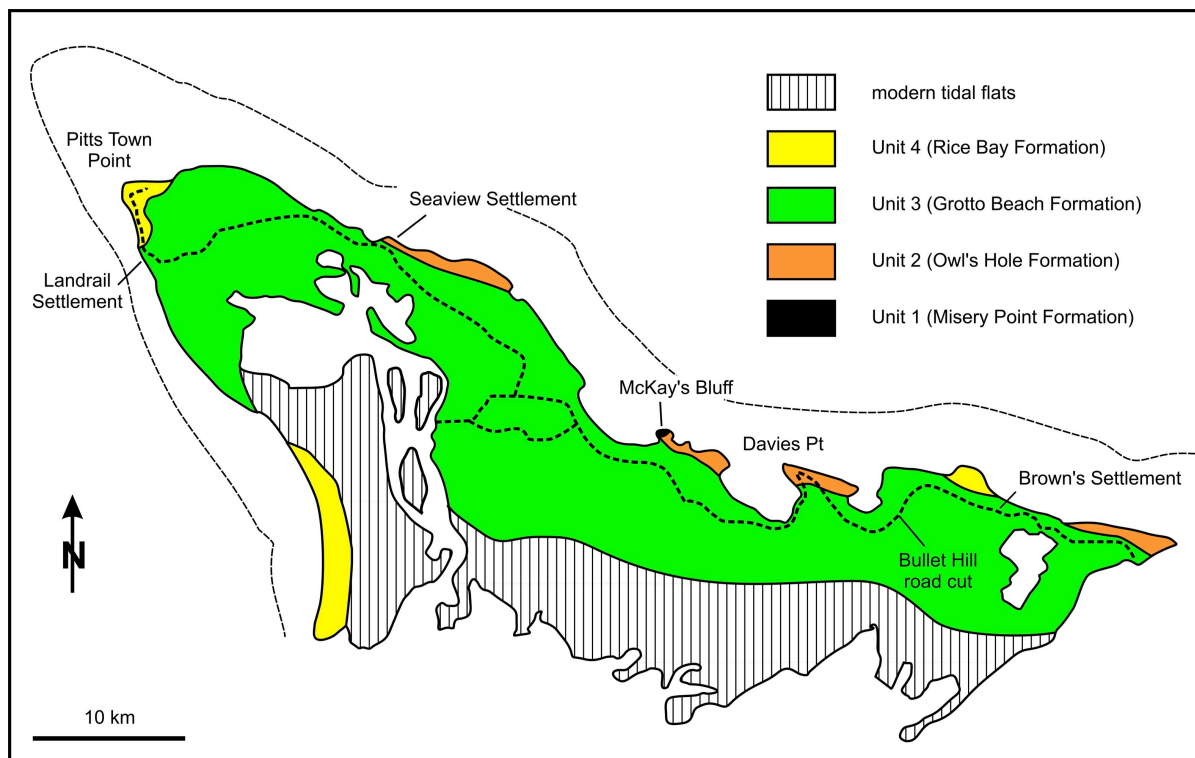 modern tidal flats
Unit 4 (Rice Bay Formation)
Unit 3 (Grotto Beach Formation)
Unit 2 (Owl's Hole Formation)
Unit 1 (Misery Point Formation)
Pitts Town
Point
Seaview Settlement
Landrail
Settlement
McKay's Bluff
Davies Pt
Brown's Settlement
Bullet Hill
road cut
N
10 km